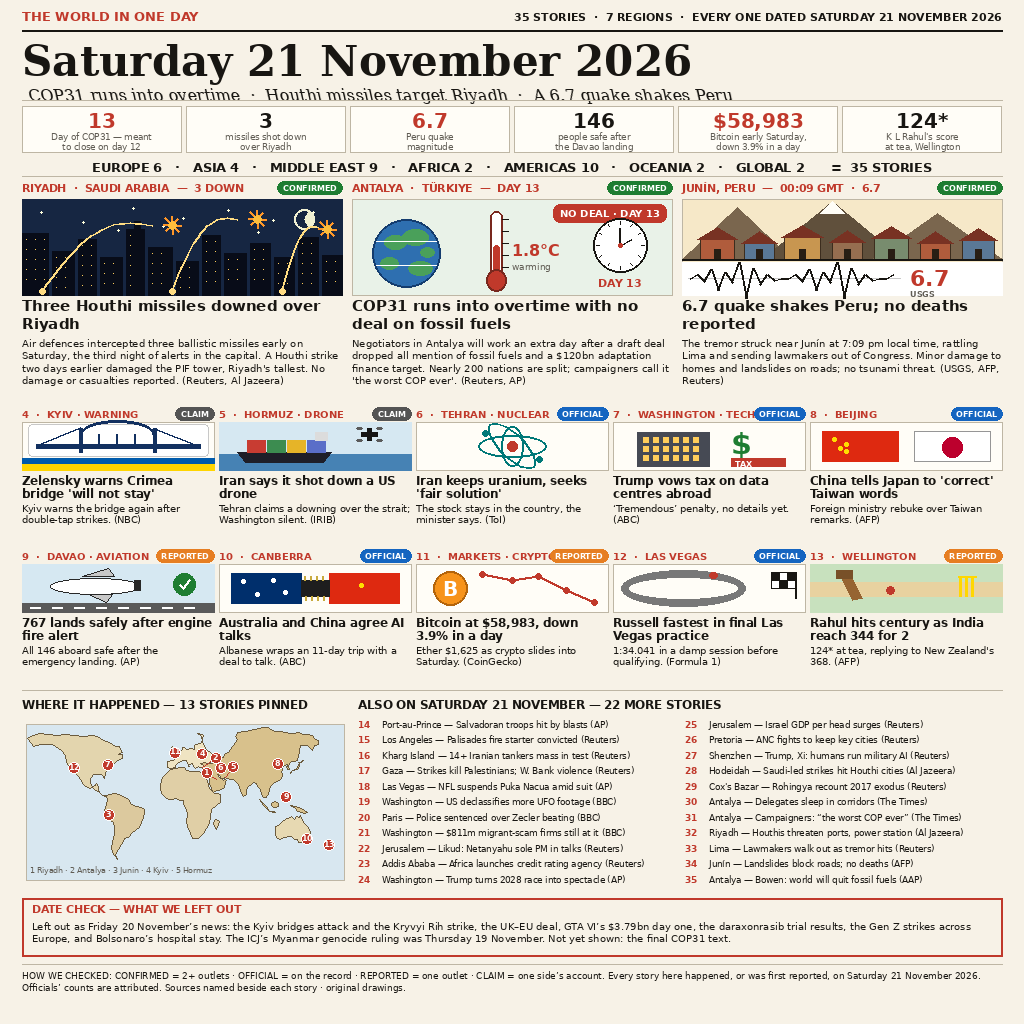 THE WORLD IN ONE DAY
35 STORIES · 7 REGIONS · EVERY ONE DATED SATURDAY 21 NOVEMBER 2026
Saturday 21 November 2026
COP31 runs into overtime · Houthi missiles target Riyadh · A 6.7 quake shakes Peru
13
Day of COP31 — meant
to close on day 12
3
missiles shot down
over Riyadh
6.7
Peru quake
magnitude
146
people safe after
the Davao landing
$58,983
Bitcoin early Saturday,
down 3.9% in a day
124*
K L Rahul's score
at tea, Wellington
EUROPE 6 · ASIA 4 · MIDDLE EAST 9 · AFRICA 2 · AMERICAS 10 · OCEANIA 2 · GLOBAL 2 = 35 STORIES
RIYADH · SAUDI ARABIA — 3 DOWN
CONFIRMED
Three Houthi missiles downed over
Riyadh
Air defences intercepted three ballistic missiles early on
Saturday, the third night of alerts in the capital. A Houthi strike
two days earlier damaged the PIF tower, Riyadh's tallest. No
damage or casualties reported. (Reuters, Al Jazeera)
ANTALYA · TÜRKIYE — DAY 13
CONFIRMED
NO DEAL · DAY 13
1.8°C
warming
DAY 13
COP31 runs into overtime with no
deal on fossil fuels
Negotiators in Antalya will work an extra day after a draft deal
dropped all mention of fossil fuels and a $120bn adaptation
finance target. Nearly 200 nations are split; campaigners call it
'the worst COP ever'. (Reuters, AP)
JUNÍN, PERU — 00:09 GMT · 6.7
CONFIRMED
6.7
USGS
6.7 quake shakes Peru; no deaths
reported
The tremor struck near Junín at 7:09 pm local time, rattling
Lima and sending lawmakers out of Congress. Minor damage to
homes and landslides on roads; no tsunami threat. (USGS, AFP,
Reuters)
4 · KYIV · WARNING
CLAIM
Zelensky warns Crimea
bridge 'will not stay'
Kyiv warns the bridge again after
double-tap strikes. (NBC)
5 · HORMUZ · DRONE
CLAIM
Iran says it shot down a US
drone
Tehran claims a downing over the strait;
Washington silent. (IRIB)
6 · TEHRAN · NUCLEAR
OFFICIAL
Iran keeps uranium, seeks
'fair solution'
The stock stays in the country, the
minister says. (ToI)
7 · WASHINGTON · TECH
OFFICIAL
$
TAX
Trump vows tax on data
centres abroad
'Tremendous' penalty, no details yet.
(ABC)
8 · BEIJING
OFFICIAL
China tells Japan to 'correct'
Taiwan words
Foreign ministry rebuke over Taiwan
remarks. (AFP)
9 · DAVAO · AVIATION
REPORTED
767 lands safely after engine
fire alert
All 146 aboard safe after the
emergency landing. (AP)
10 · CANBERRA
OFFICIAL
Australia and China agree AI
talks
Albanese wraps an 11-day trip with a
deal to talk. (ABC)
11 · MARKETS · CRYPTO
REPORTED
B
Bitcoin at $58,983, down
3.9% in a day
Ether $1,625 as crypto slides into
Saturday. (CoinGecko)
12 · LAS VEGAS
OFFICIAL
Russell fastest in final Las
Vegas practice
1:34.041 in a damp session before
qualifying. (Formula 1)
13 · WELLINGTON
REPORTED
Rahul hits century as India
reach 344 for 2
124* at tea, replying to New Zealand's
368. (AFP)
WHERE IT HAPPENED — 13 STORIES PINNED
12
7
3
11
4
2
1
6
5
8
9
10
13
1 Riyadh · 2 Antalya · 3 Junín · 4 Kyiv · 5 Hormuz
ALSO ON SATURDAY 21 NOVEMBER — 22 MORE STORIES
14 Port-au-Prince — Salvadoran troops hit by blasts (AP)
15 Los Angeles — Palisades fire starter convicted (Reuters)
16 Kharg Island — 14+ Iranian tankers mass in test (Reuters)
17 Gaza — Strikes kill Palestinians; W. Bank violence (Reuters)
18 Las Vegas — NFL suspends Puka Nacua amid suit (AP)
19 Washington — US declassifies more UFO footage (BBC)
20 Paris — Police sentenced over Zecler beating (BBC)
21 Washington — $811m migrant-scam firms still at it (BBC)
22 Jerusalem — Likud: Netanyahu sole PM in talks (Reuters)
23 Addis Ababa — Africa launches credit rating agency (Reuters)
24 Washington — Trump turns 2028 race into spectacle (AP)
25 Jerusalem — Israel GDP per head surges (Reuters)
26 Pretoria — ANC fights to keep key cities (Reuters)
27 Shenzhen — Trump, Xi: humans run military AI (Reuters)
28 Hodeidah — Saudi-led strikes hit Houthi cities (Al Jazeera)
29 Cox's Bazar — Rohingya recount 2017 exodus (Reuters)
30 Antalya — Delegates sleep in corridors (The Times)
31 Antalya — Campaigners: “the worst COP ever” (The Times)
32 Riyadh — Houthis threaten ports, power station (Al Jazeera)
33 Lima — Lawmakers walk out as tremor hits (Reuters)
34 Junín — Landslides block roads; no deaths (AFP)
35 Antalya — Bowen: world will quit fossil fuels (AAP)
DATE CHECK — WHAT WE LEFT OUT
Left out as Friday 20 November’s news: the Kyiv bridges attack and the Kryvyi Rih strike, the UK–EU deal, GTA VI’s $3.79bn day one, the daraxonrasib trial results, the Gen Z strikes across
Europe, and Bolsonaro’s hospital stay. The ICJ’s Myanmar genocide ruling was Thursday 19 November. Not yet shown: the final COP31 text.
HOW WE CHECKED: CONFIRMED = 2+ outlets · OFFICIAL = on the record · REPORTED = one outlet · CLAIM = one side’s account. Every story here happened, or was first reported, on Saturday 21 November 2026.
Officials’ counts are attributed. Sources named beside each story · original drawings.